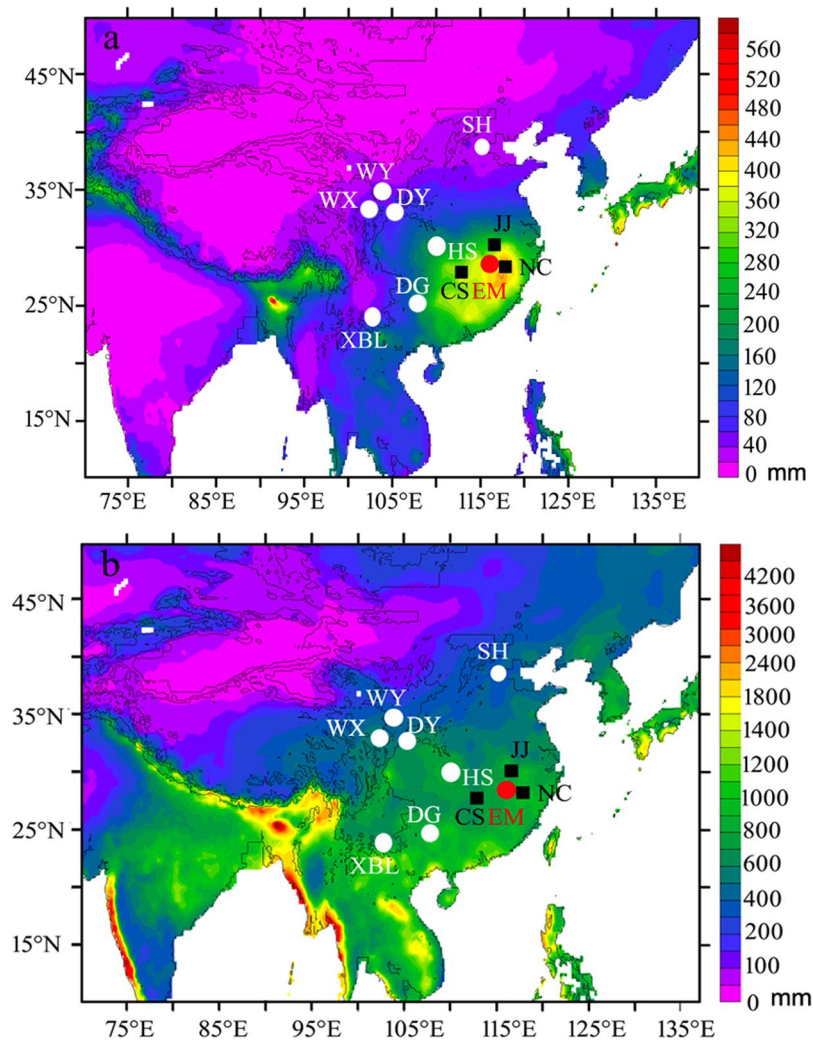 a
560
45°N
520
SH
480
440
WY
400
35°N
WX
DY
360
JJ
320
HS
NC
280
25°N
DG
CS
EM
240
200
XBL
160
15°N
120
80
40
0 mm
75°E
85°E
95°E
105°E
115°E
125°E
135°E
b
4200
45°N
3600
SH
3000
2400
WY
1800
35°N
WX
DY
1400
JJ
1200
HS
NC
1000
25°N
DG
CS
EM
800
XBL
600
400
15°N
200
100
0 mm
75°E
85°E
95°E
105°E
115°E
125°E
137°E